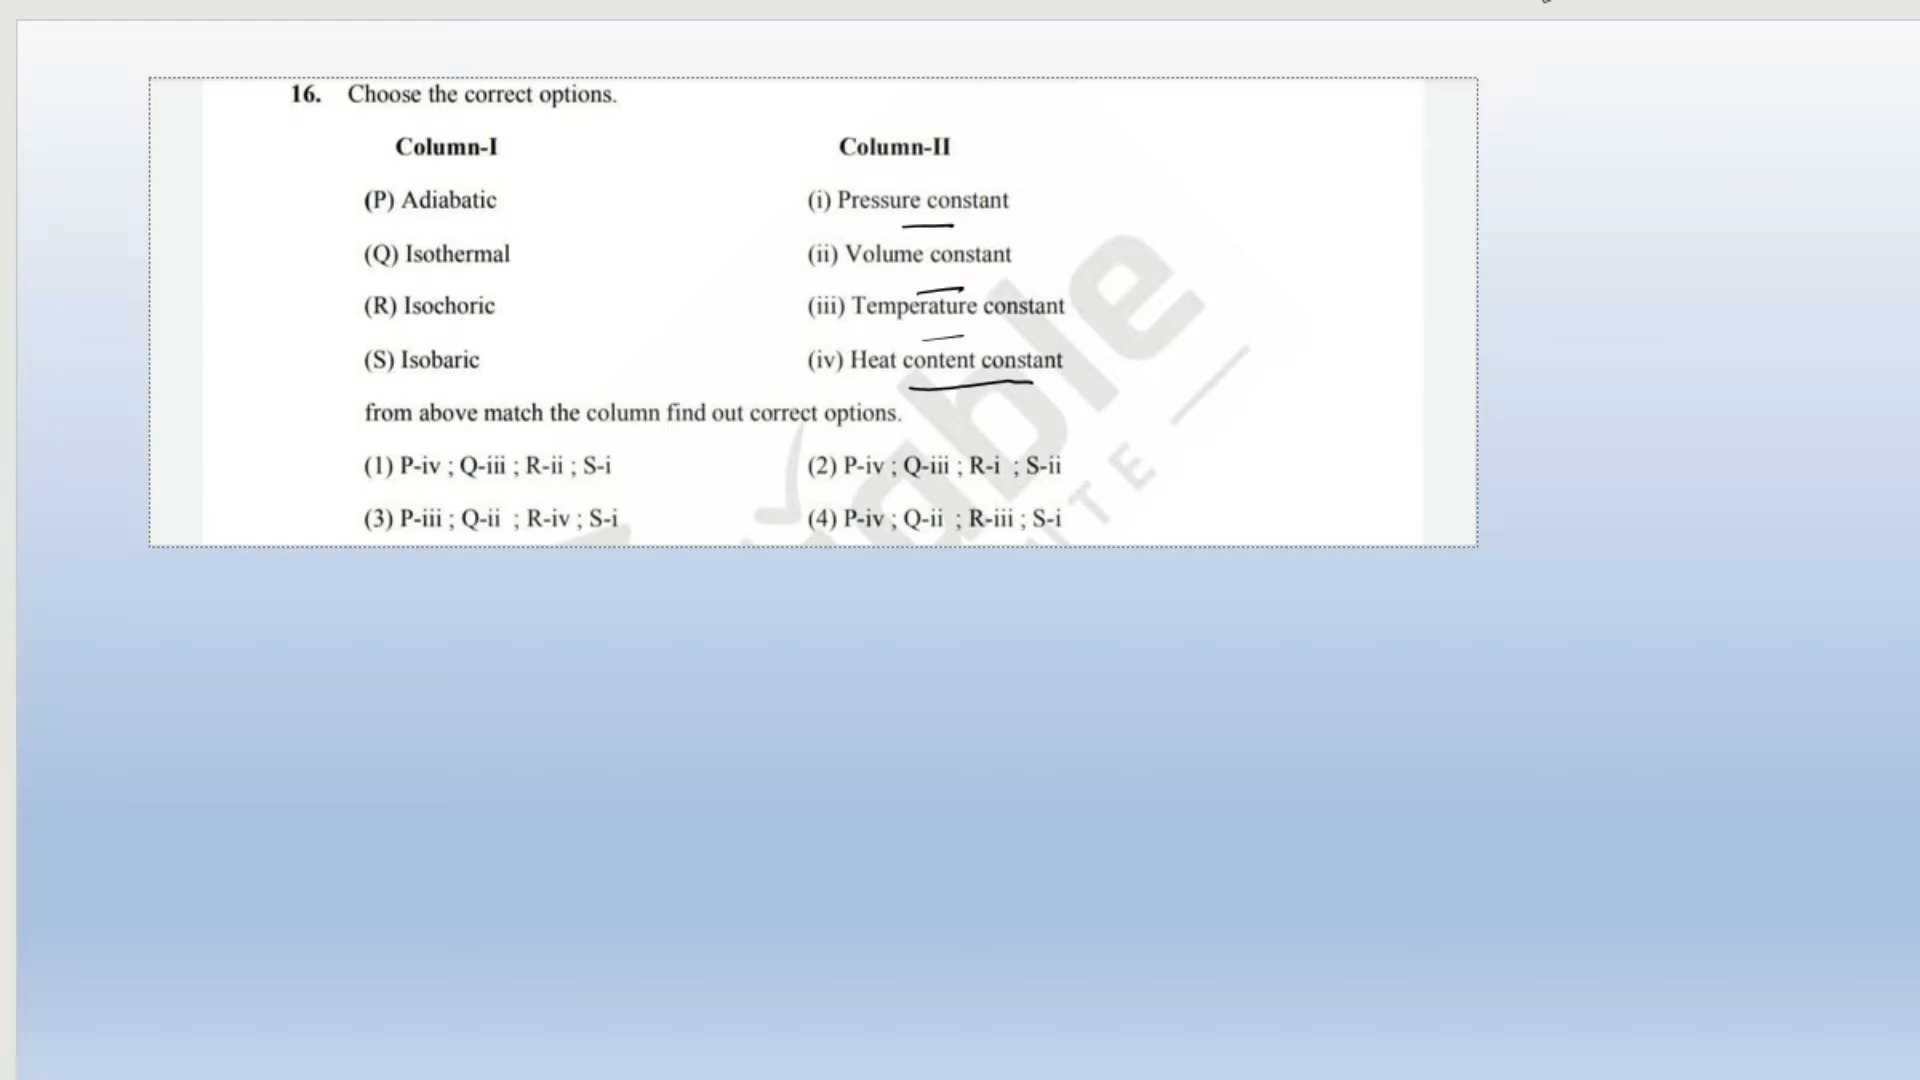 16. Choose the correct options.
Column-I Column-II
(P) Adiabatic (i) Pressure constant
(Q) Isothermal (ii) Volume constant
(R) Isochoric (iii) Temperature constant
(S) Isobaric (iv) Heat content constant
from above match the column find out correct options.
(1) P-iv ; Q-iii ; R-ii ; S-i (2) P-iv ; Q-iii ; R-i ; S-ii
(3) P-iii ; Q-ii ; R-iv ; S-i (4) P-iv ; Q-ii ; R-iii ; S-i